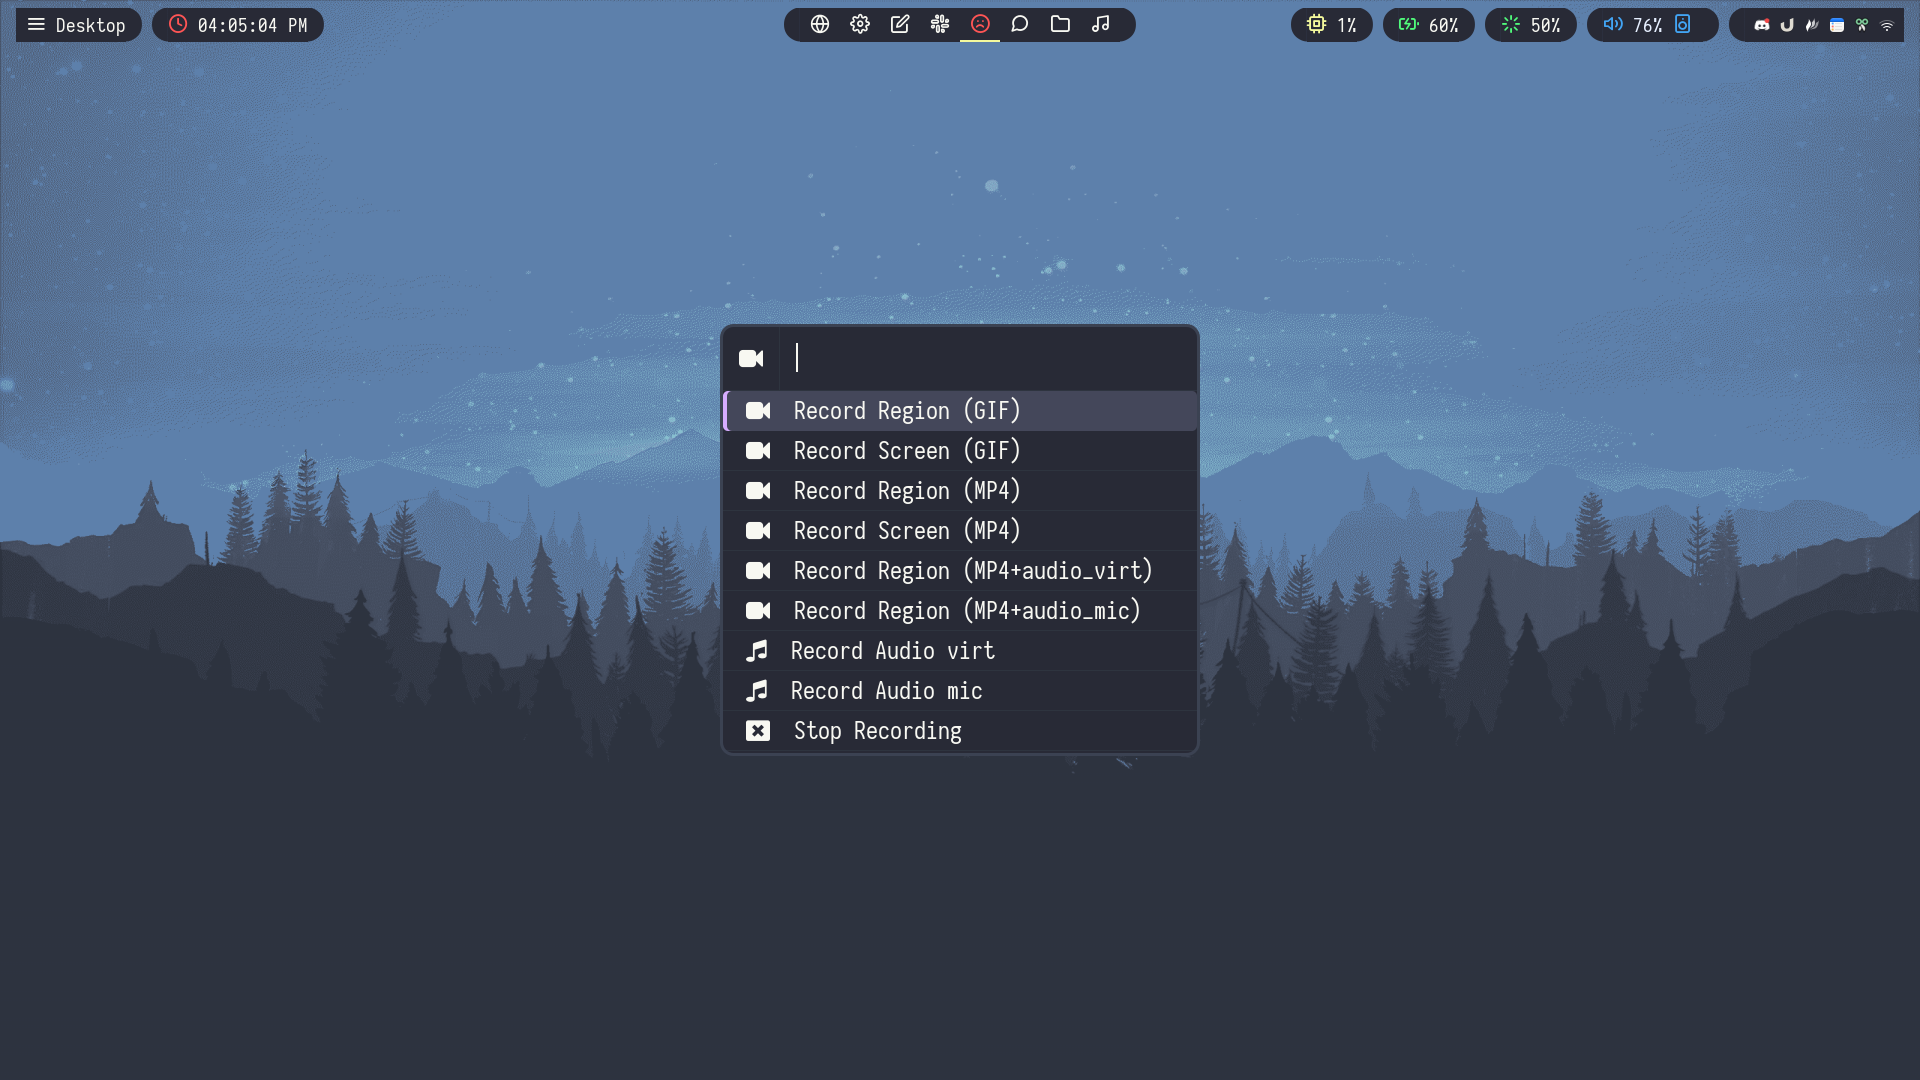 Desktop
04:05:04 PM
1%
60%
50%
76%
Record Region (GIF)
Record Screen (GIF)
Record Region (MP4)
Record Screen (MP4)
Record Region (MP4+audio_virt)
Record Region (MP4+audio_mic)
Record Audio virt
Record Audio mic
Stop Recording